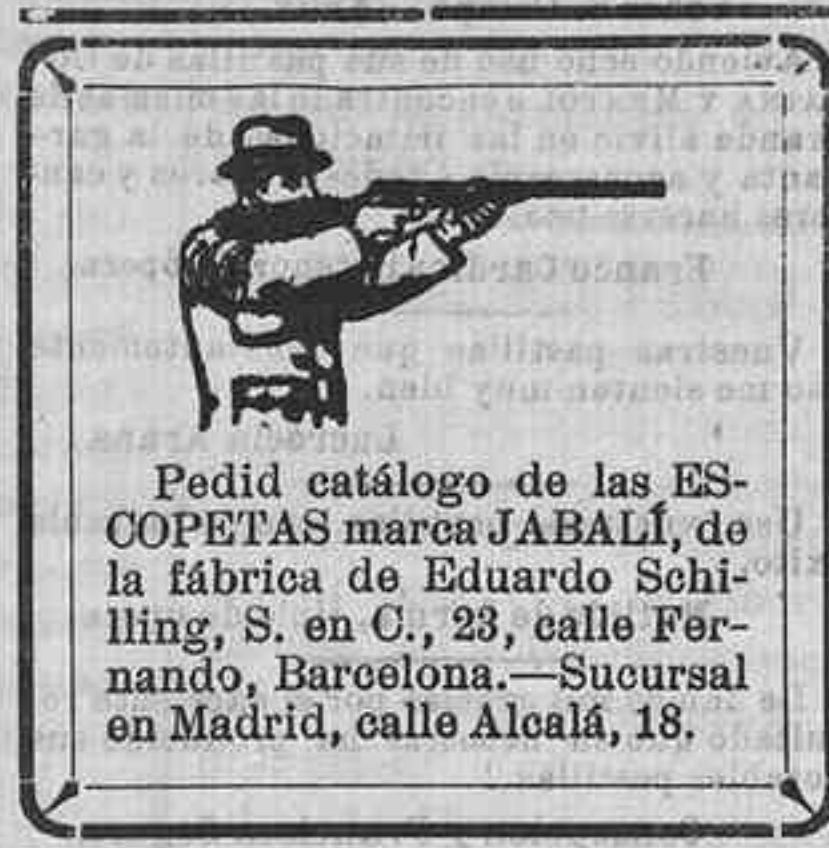 Pedid catálogo de las ES-
COPETAS marca JABALÍ, de
la fábrica de Eduardo Schi-
lling, S. en C., 23, calle Fer-
nando, Barcelona.—Sucursal
en Madrid, calle Alcalá, 18.